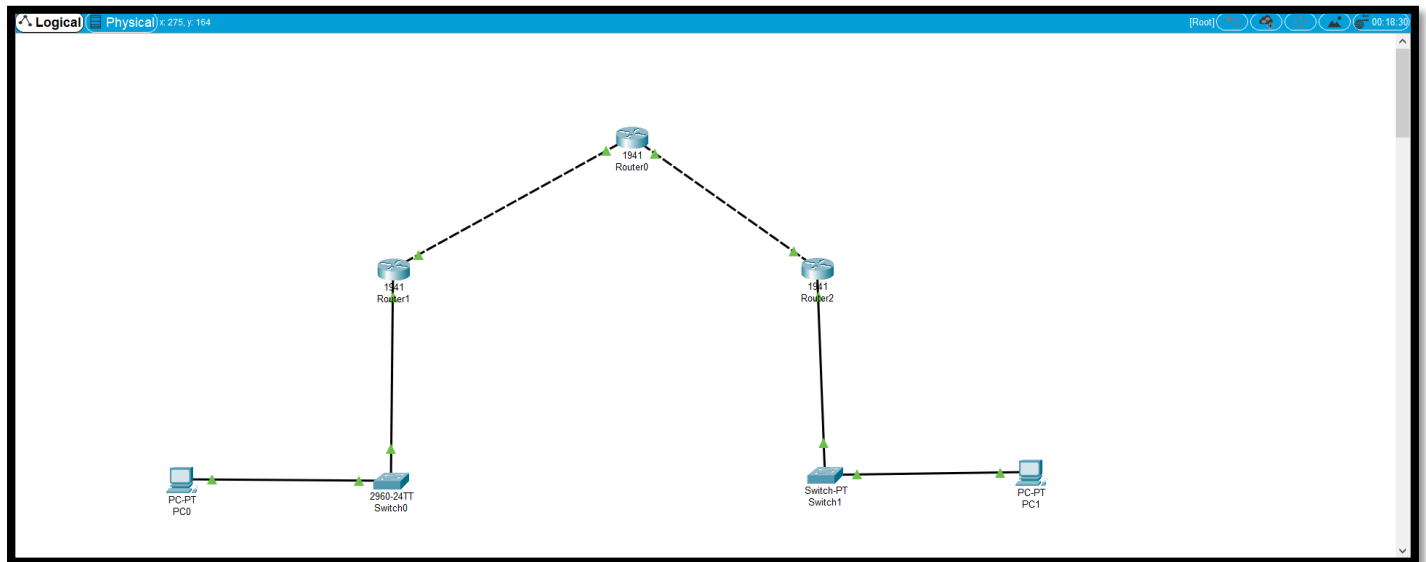 Logical Physical x: 275, y: 164 [Root] 00:18:30
1941
Router0
1941
Router1
1941
Router2
PC-PT
PC0
2960-24TT
Switch0
Switch-PT
Switch1
PC-PT
PC1